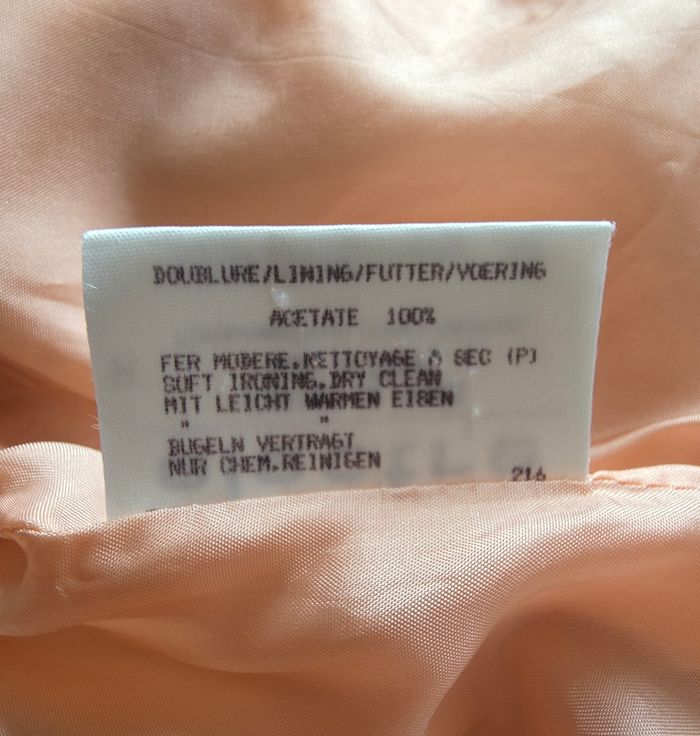 DOUBLURE/LINING/FUTTER/VOERING
ACETATE 100%
FER MODERE.NETTOYAGE A SEC (P)
SOFT IRONING.DRY CLEAN
MIT LEICHT WARMEN EISEN
" "
BUGELN VERTRAGT
NUR CHEM.REINIGEN
216